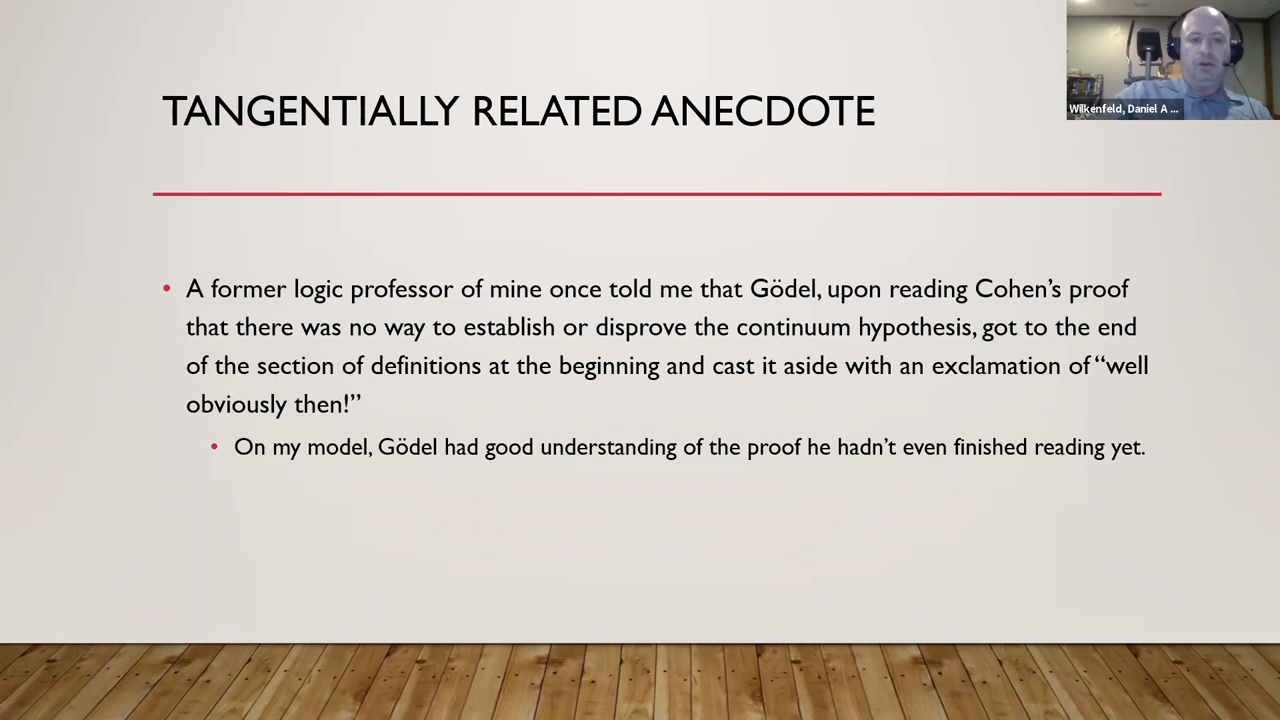 TANGENTIALLY RELATED ANECDOTE
Wilkenfeld, Daniel A ...
• A former logic professor of mine once told me that Gödel, upon reading Cohen’s proof
that there was no way to establish or disprove the continuum hypothesis, got to the end
of the section of definitions at the beginning and cast it aside with an exclamation of “well
obviously then!”
• On my model, Gödel had good understanding of the proof he hadn’t even finished reading yet.